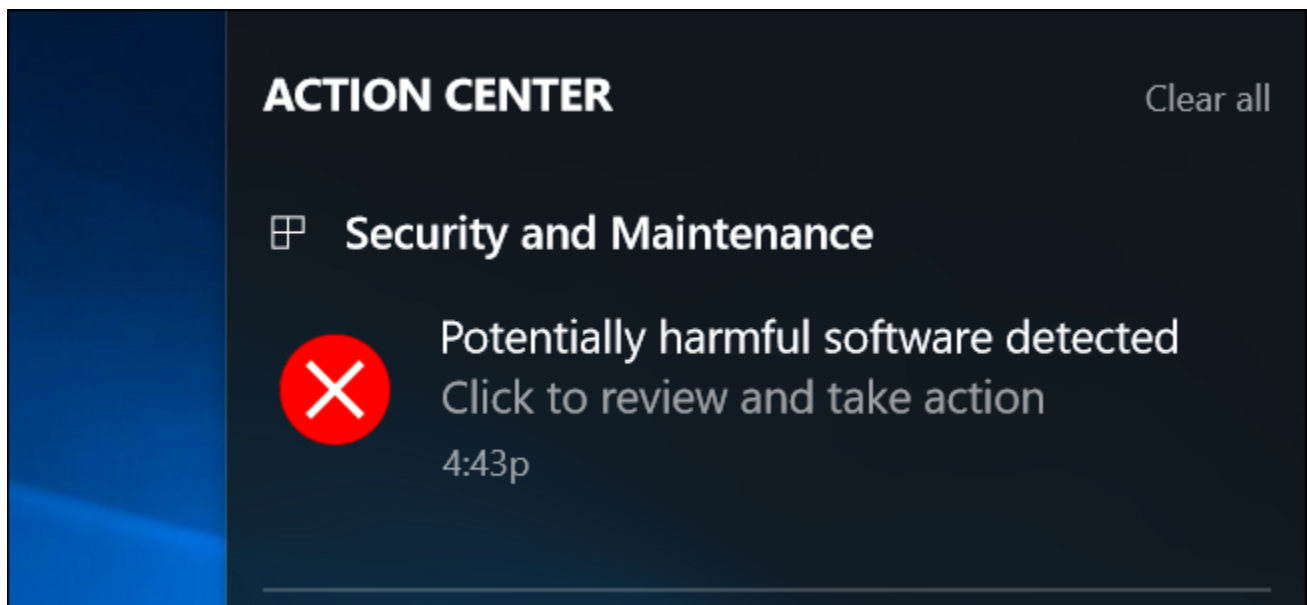 ACTION CENTER
Clear all
Security and Maintenance
Potentially harmful software detected
Click to review and take action
4:43p